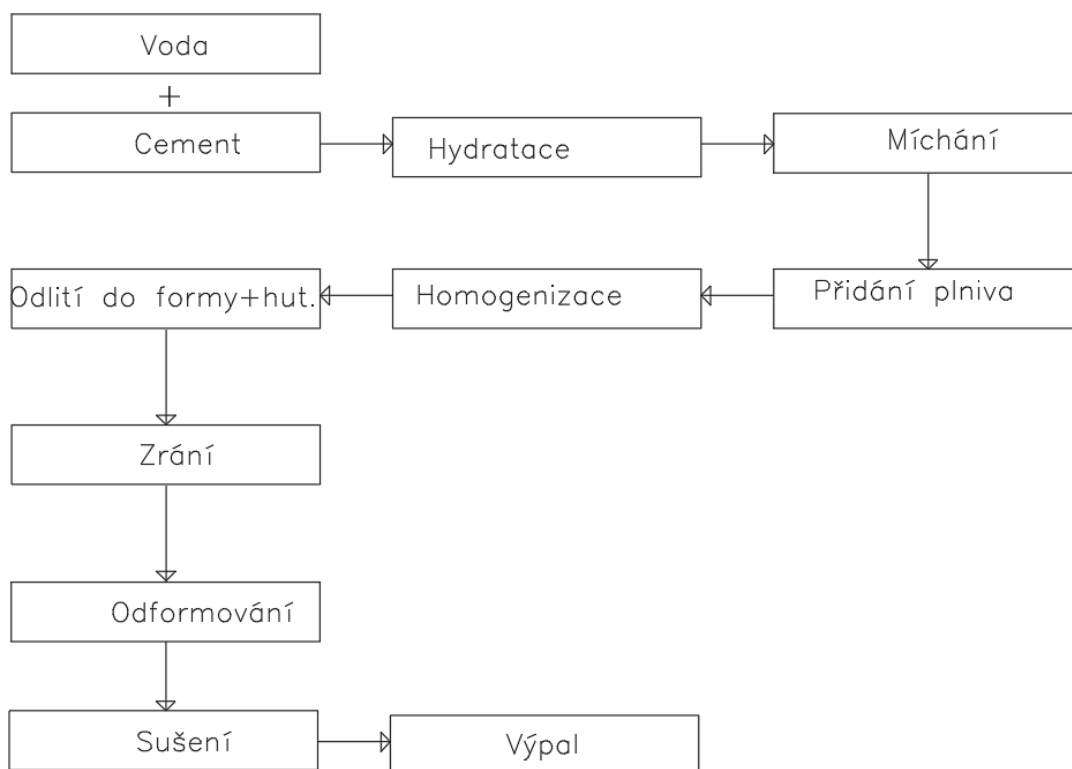 Voda
+
Cement
Hydratace
Míchání
Přidání plniva
Homogenizace
Odlití do formy+hut.
Zrání
Odformování
Sušení
Výpal